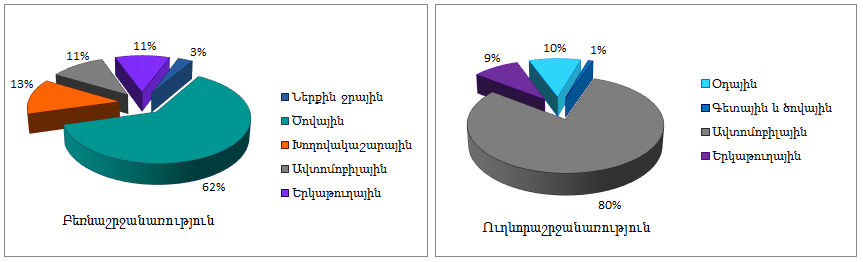 11%
3%
11%
13%
62%
Ներքին ջրային
Ծովային
Խողովակաշարային
Ավտոմոբիլային
Երկաթուղային
Բեռնաշրջանառություն
10%
1%
9%
80%
Օդային
Գետային և ծովային
Ավտոմոբիլային
Երկաթուղային
Ուղևորաշրջանառություն